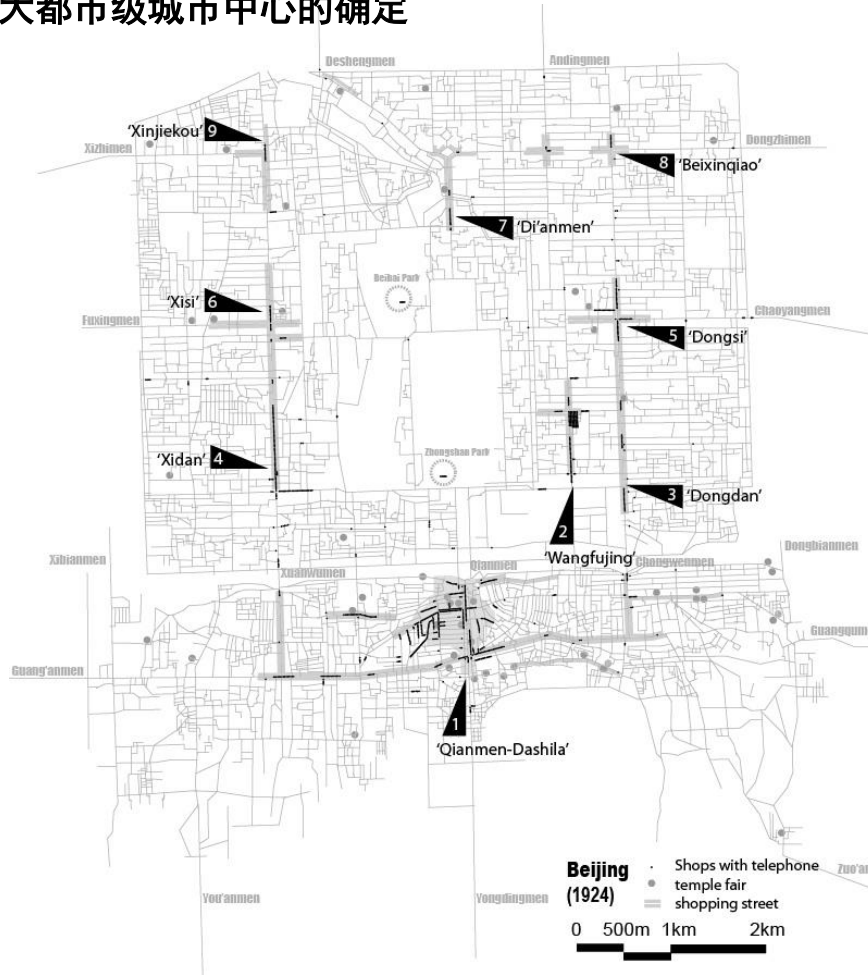 大都市级城市中心的确定
Deshengmen
Andingmen
'Xinjiekou' 9
Xizhimen
Dongzhimen
8 'Beixinqiao'
7 'Di'anmen'
Beihai Park
'Xisi' 6
Fuxingmen
Chaoyangmen
5 'Dongsi'
Zhongshan Park
'Xidan' 4
3 'Dongdan'
2
'Wangfujing'
Xibianmen
Dongbianmen
Xuanwumen
Qianmen
Chongwenmen
Guang'anmen
1
'Qianmen-Dashila'
Beijing
(1924)
Shops with telephone
temple fair
shopping street
0 500m 1km 2km
You'anmen
Yongdingmen